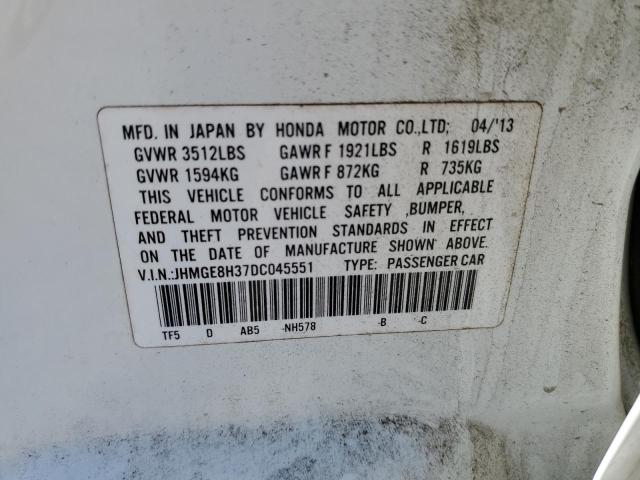 MFD. IN JAPAN BY HONDA MOTOR CO.,LTD; 04/'13
GVWR 3512LBS GAWR F 1921LBS R 1619LBS
GVWR 1594KG GAWR F 872KG R 735KG
THIS VEHICLE CONFORMS TO ALL APPLICABLE
FEDERAL MOTOR VEHICLE SAFETY ,BUMPER,
AND THEFT PREVENTION STANDARDS IN EFFECT
ON THE DATE OF MANUFACTURE SHOWN ABOVE.
V.I.N.:JHMGE8H37DC045551 TYPE: PASSENGER CAR
TF5 D AB5 -NH578 -B -C